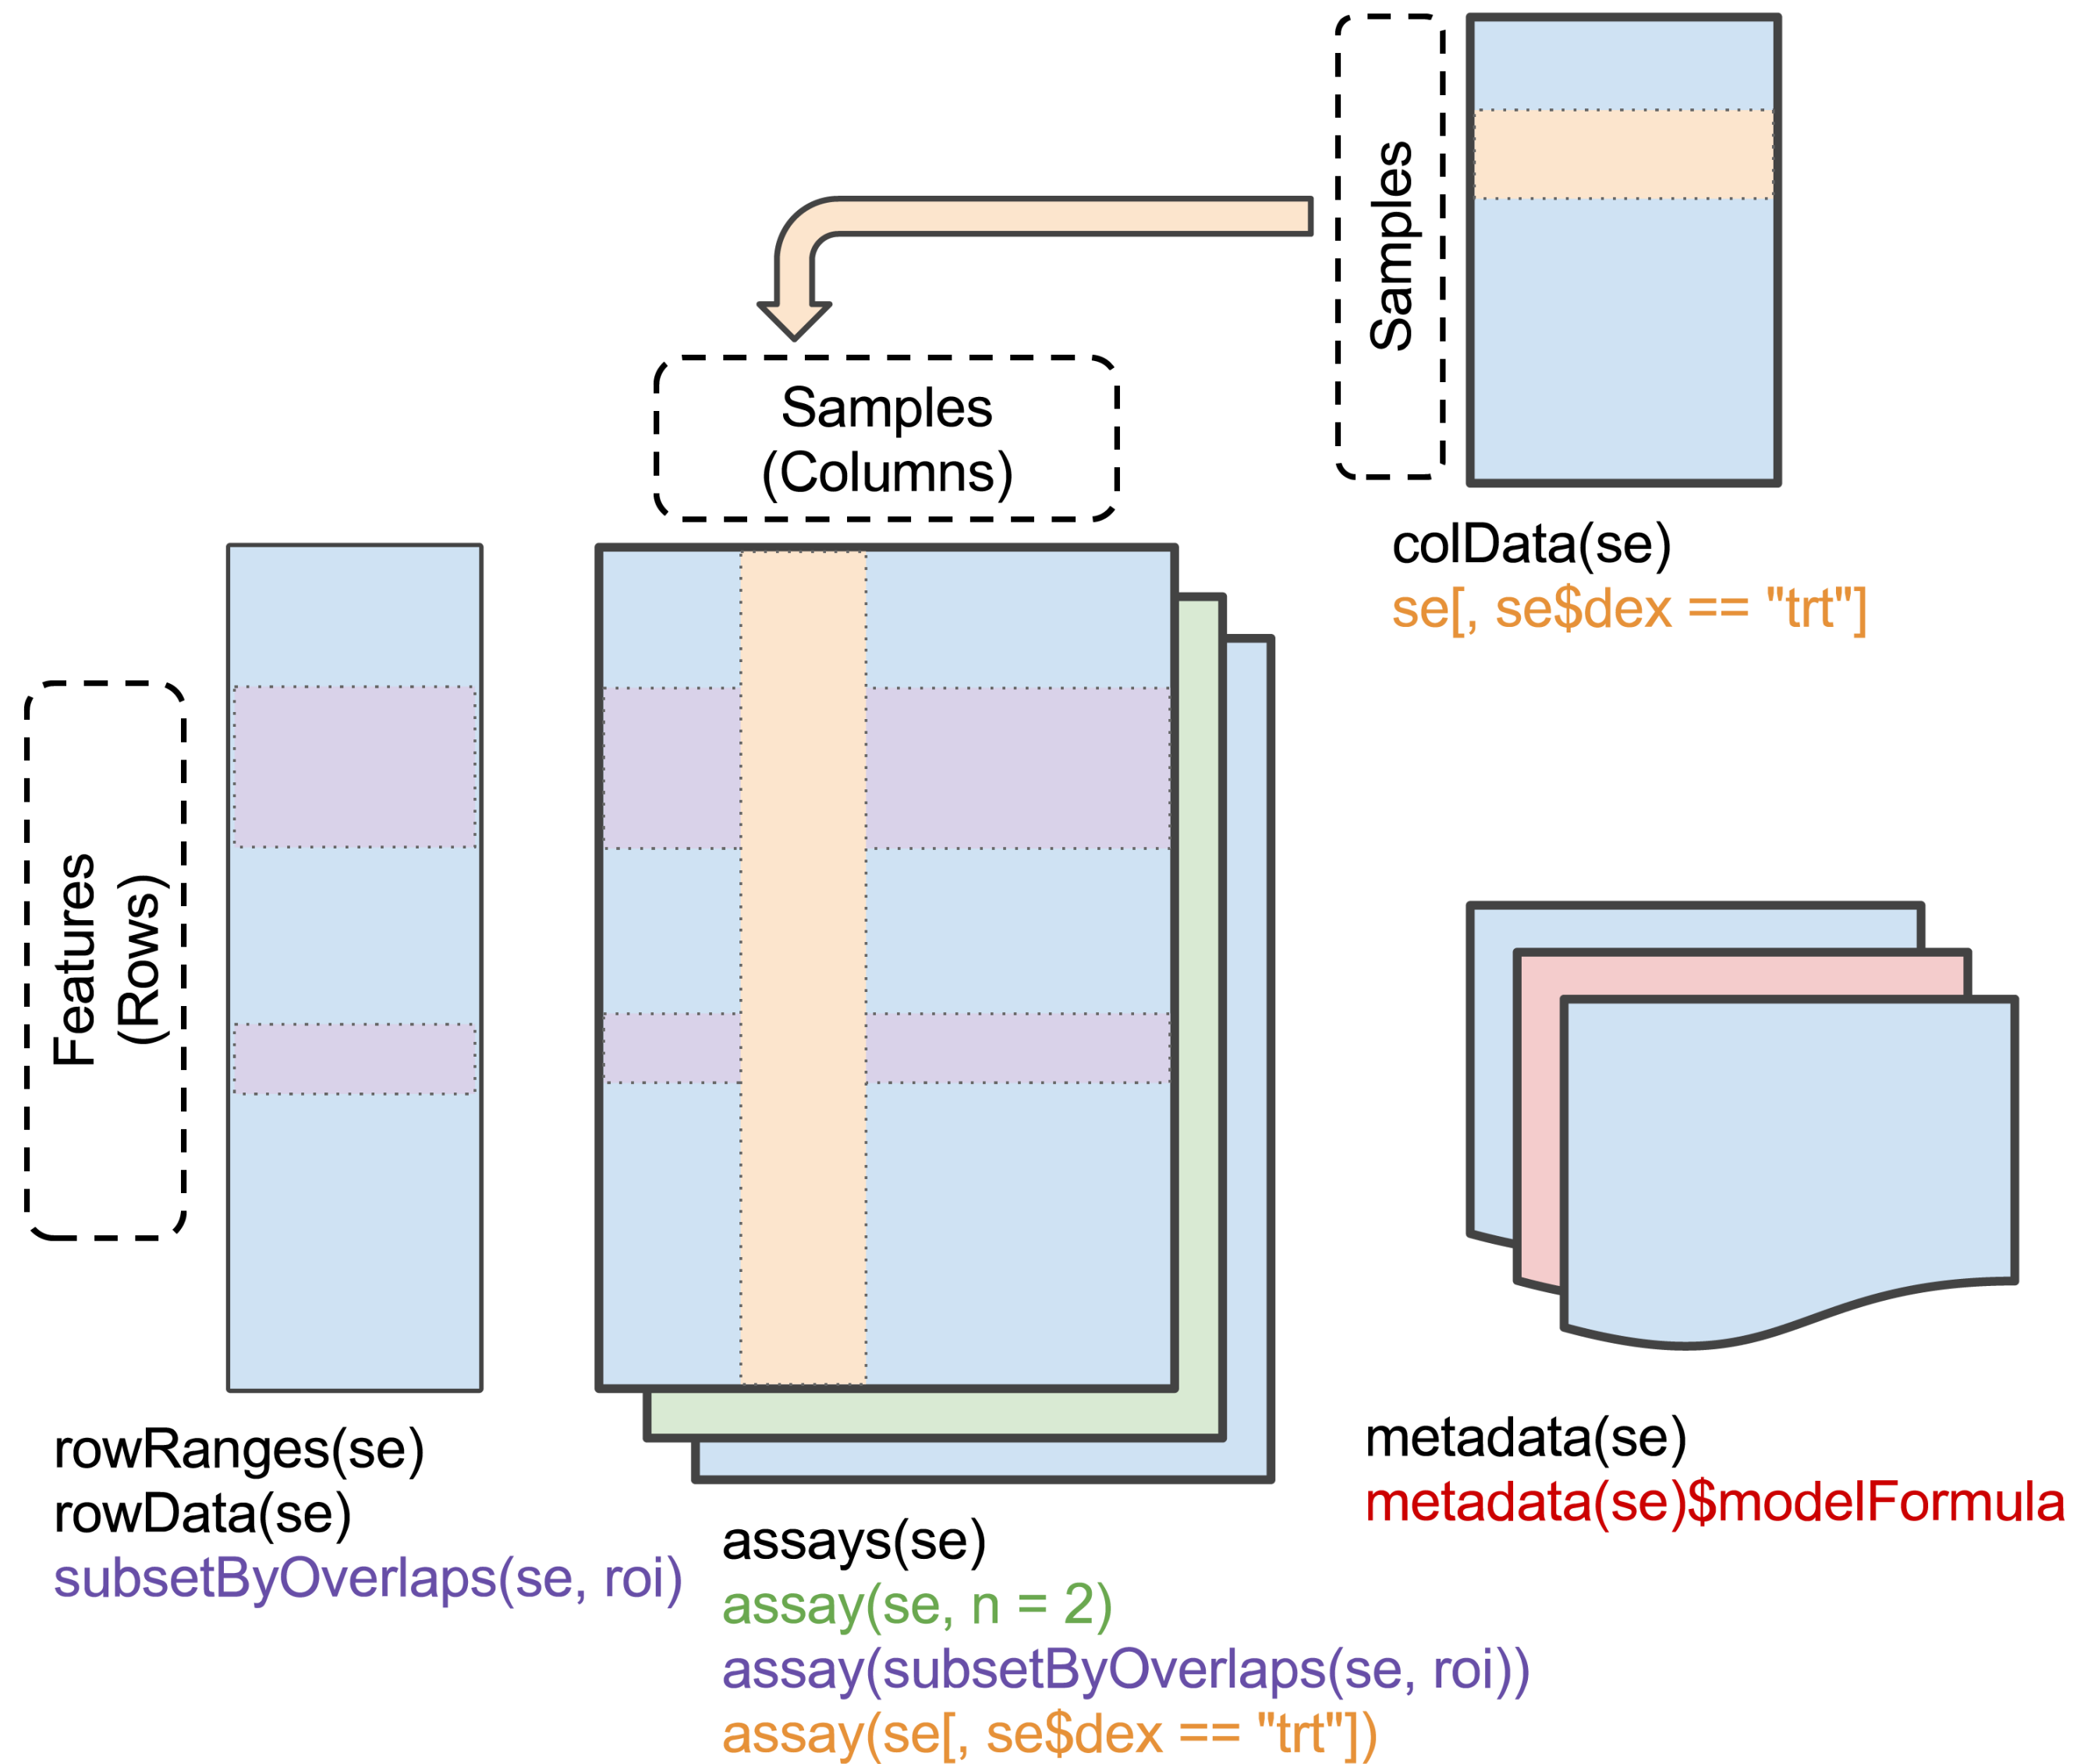 Samples
Samples
(Columns)
colData(se)
se[, se$dex == "trt"]
Features
(Rows)
rowRanges(se)
rowData(se)
subsetByOverlaps(se, roi)
assays(se)
assay(se, n = 2)
assay(subsetByOverlaps(se, roi))
assay(se[, se$dex == "trt"])
metadata(se)
metadata(se)$modelFormula